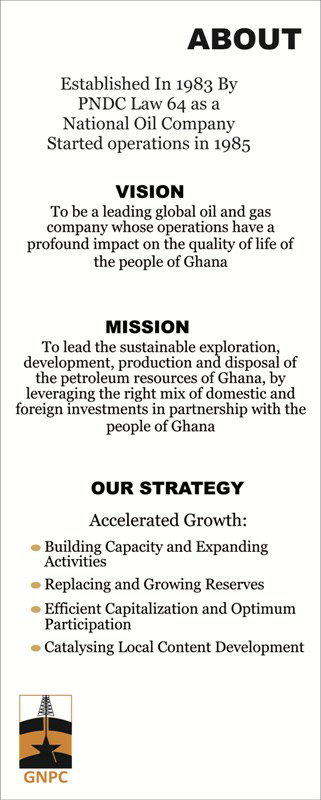 ABOUT
Established In 1983 By
PNDC Law 64 as a
National Oil Company
Started operations in 1985
VISION
To be a leading global oil and gas
company whose operations have a
profound impact on the quality of life of
the people of Ghana
MISSION
To lead the sustainable exploration,
development, production and disposal of
the petroleum resources of Ghana, by
leveraging the right mix of domestic and
foreign investments in partnership with the
people of Ghana
OUR STRATEGY
Accelerated Growth:
Building Capacity and Expanding
Activities
Replacing and Growing Reserves
Efficient Capitalization and Optimum
Participation
Catalysing Local Content Development
GNPC